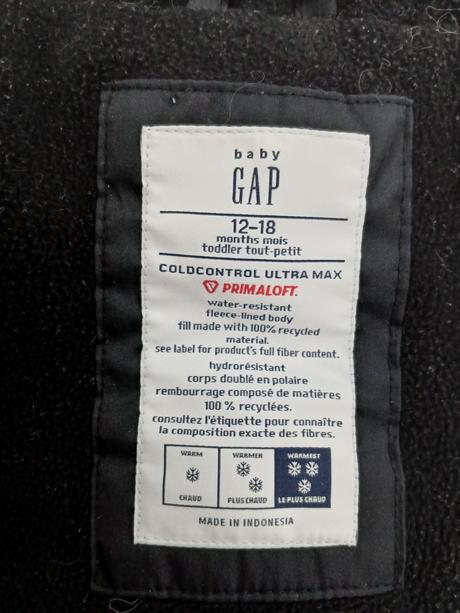 baby
GAP
12-18
months mois
toddler tout-petit
COLDCONTROL ULTRA MAX
PRIMALOFT.
water-resistant
fleece-lined body
fill made with 100% recycled
material.
see label for product's full fiber content.
hydrorésistant
corps doublé en polaire
rembourrage composé de matières
100 % recyclées.
consultez l'étiquette pour connaître
la composition exacte des fibres.
WARM WARMER WARMEST
CHAUD PLUS CHAUD LE PLUS CHAUD
MADE IN INDONESIA